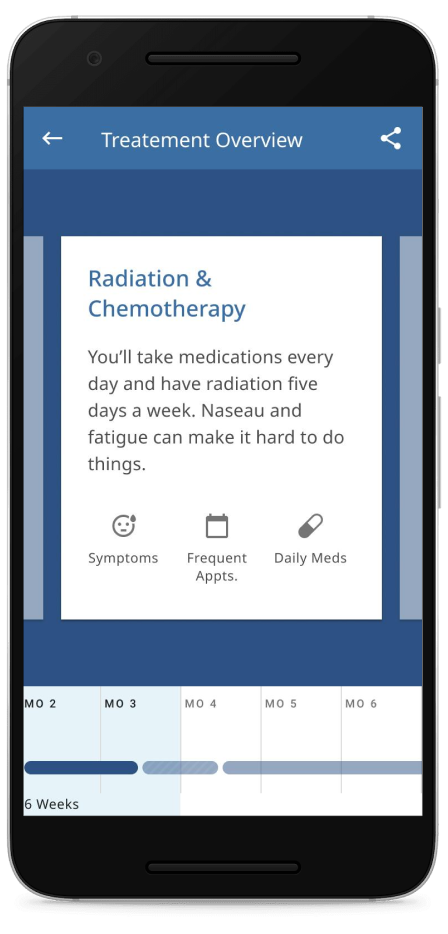 Treatement Overview
Radiation &
Chemotherapy
You'll take medications every
day and have radiation five
days a week. Naseau and
fatigue can make it hard to do
things.
Symptoms
Frequent
Appts.
Daily Meds
MO 2
MO 3
MO 4
MO 5
MO 6
6 Weeks